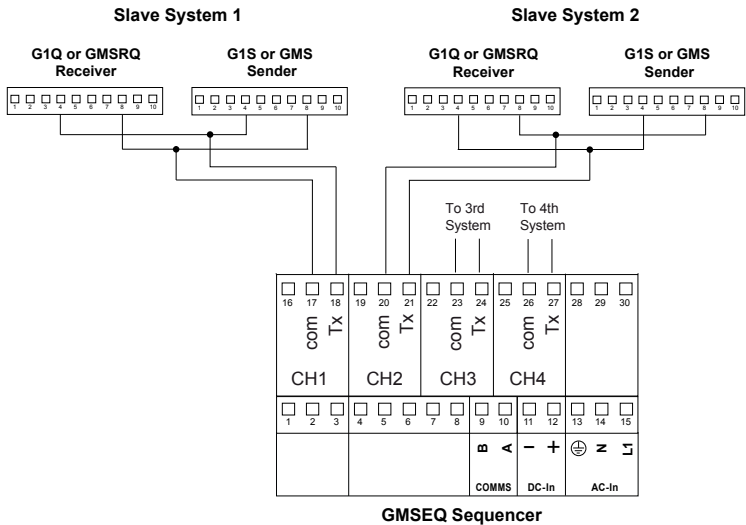 Slave System 1
Slave System 2
G1Q or GMSRQ
Receiver
G1S or GMS
Sender
G1Q or GMSRQ
Receiver
G1S or GMS
Sender
1 2 3 4 5 6 7 8 9 10
1 2 3 4 5 6 7 8 9 10
1 2 3 4 5 6 7 8 9 10
1 2 3 4 5 6 7 8 9 10
To 3rd
System
To 4th
System
16 17 18 19 20 21 22 23 24 25 26 27 28 29 30
com Tx com Tx com Tx com Tx
CH1 CH2 CH3 CH4
1 2 3 4 5 6 7 8 9 10 11 12 13 14 15
B A − + N L1
COMMS DC-In AC-In
GMSEQ Sequencer